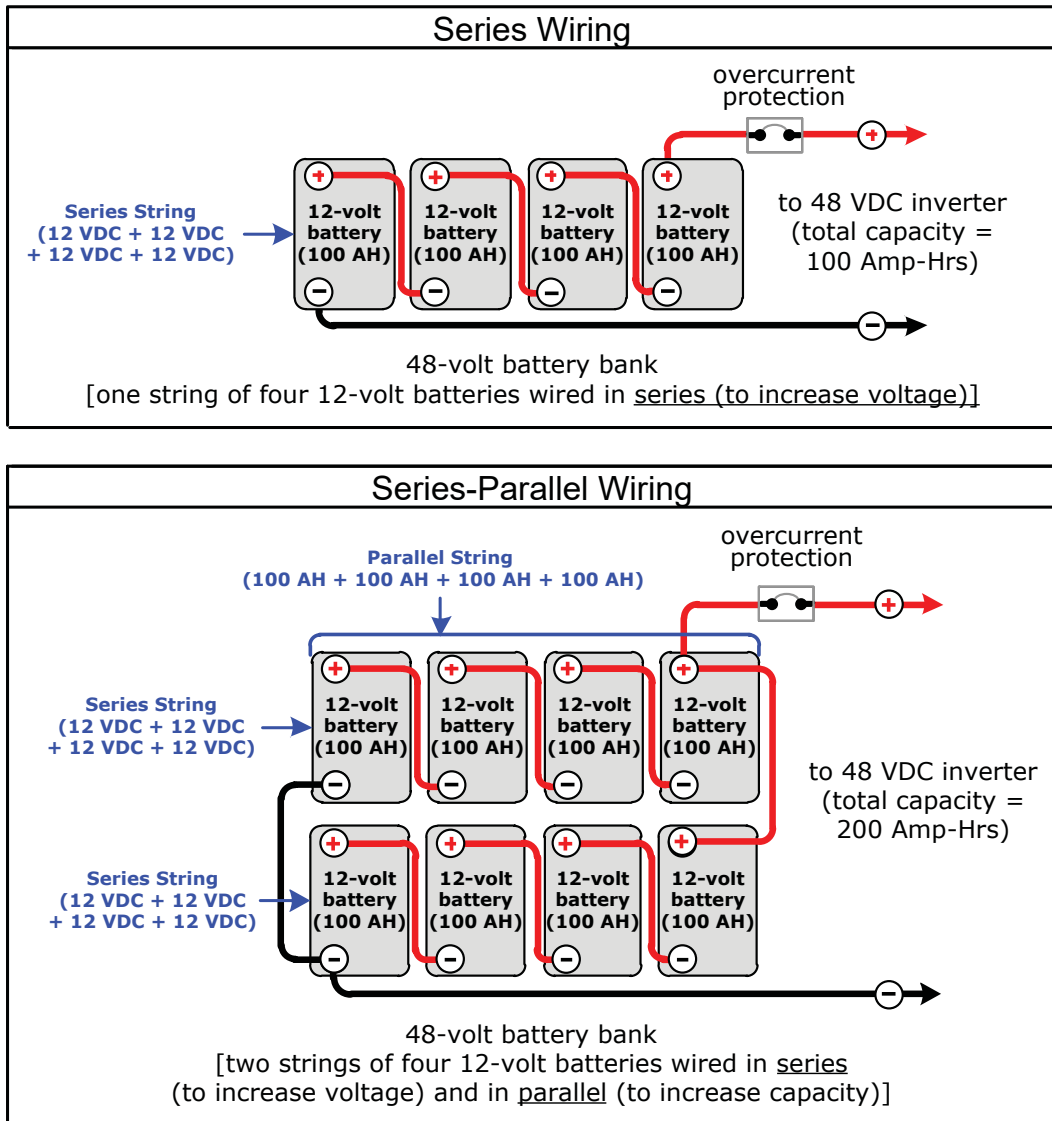 Series Wiring
overcurrent
protection
+
+ + + +
Series String
(12 VDC + 12 VDC
+ 12 VDC + 12 VDC)
12-volt
battery
(100 AH)
12-volt
battery
(100 AH)
12-volt
battery
(100 AH)
12-volt
battery
(100 AH)
to 48 VDC inverter
(total capacity =
100 Amp-Hrs)
− − − −
−
48-volt battery bank
[one string of four 12-volt batteries wired in series (to increase voltage)]
Series-Parallel Wiring
overcurrent
protection
Parallel String
(100 AH + 100 AH + 100 AH + 100 AH)
+
+ + + +
Series String
(12 VDC + 12 VDC
+ 12 VDC + 12 VDC)
12-volt
battery
(100 AH)
12-volt
battery
(100 AH)
12-volt
battery
(100 AH)
12-volt
battery
(100 AH)
− − − −
to 48 VDC inverter
(total capacity =
200 Amp-Hrs)
+ + + +
Series String
(12 VDC + 12 VDC
+ 12 VDC + 12 VDC)
12-volt
battery
(100 AH)
12-volt
battery
(100 AH)
12-volt
battery
(100 AH)
12-volt
battery
(100 AH)
− − − −
−
48-volt battery bank
[two strings of four 12-volt batteries wired in series
(to increase voltage) and in parallel (to increase capacity)]